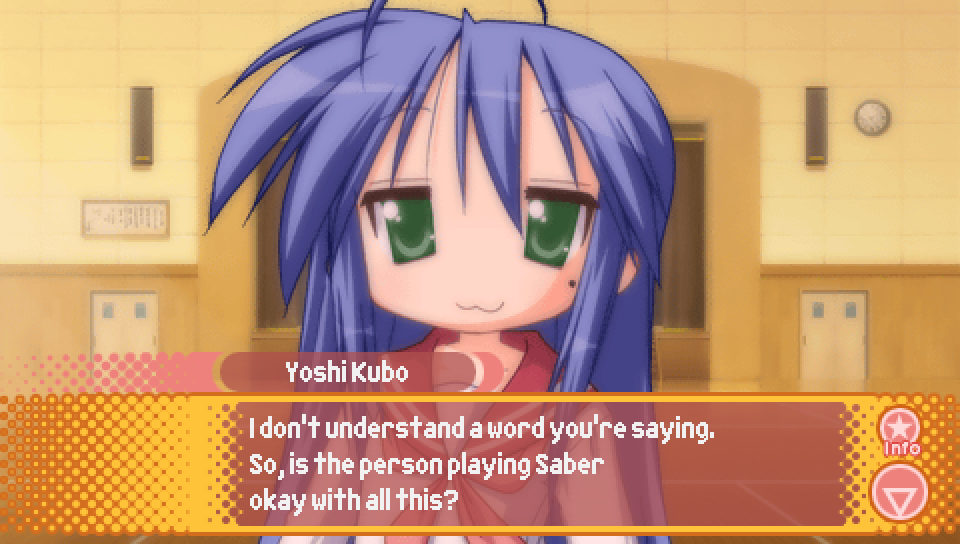 Yoshi Kubo
I don't understand a word you're saying.
So, is the person playing Saber
okay with all this?
Info